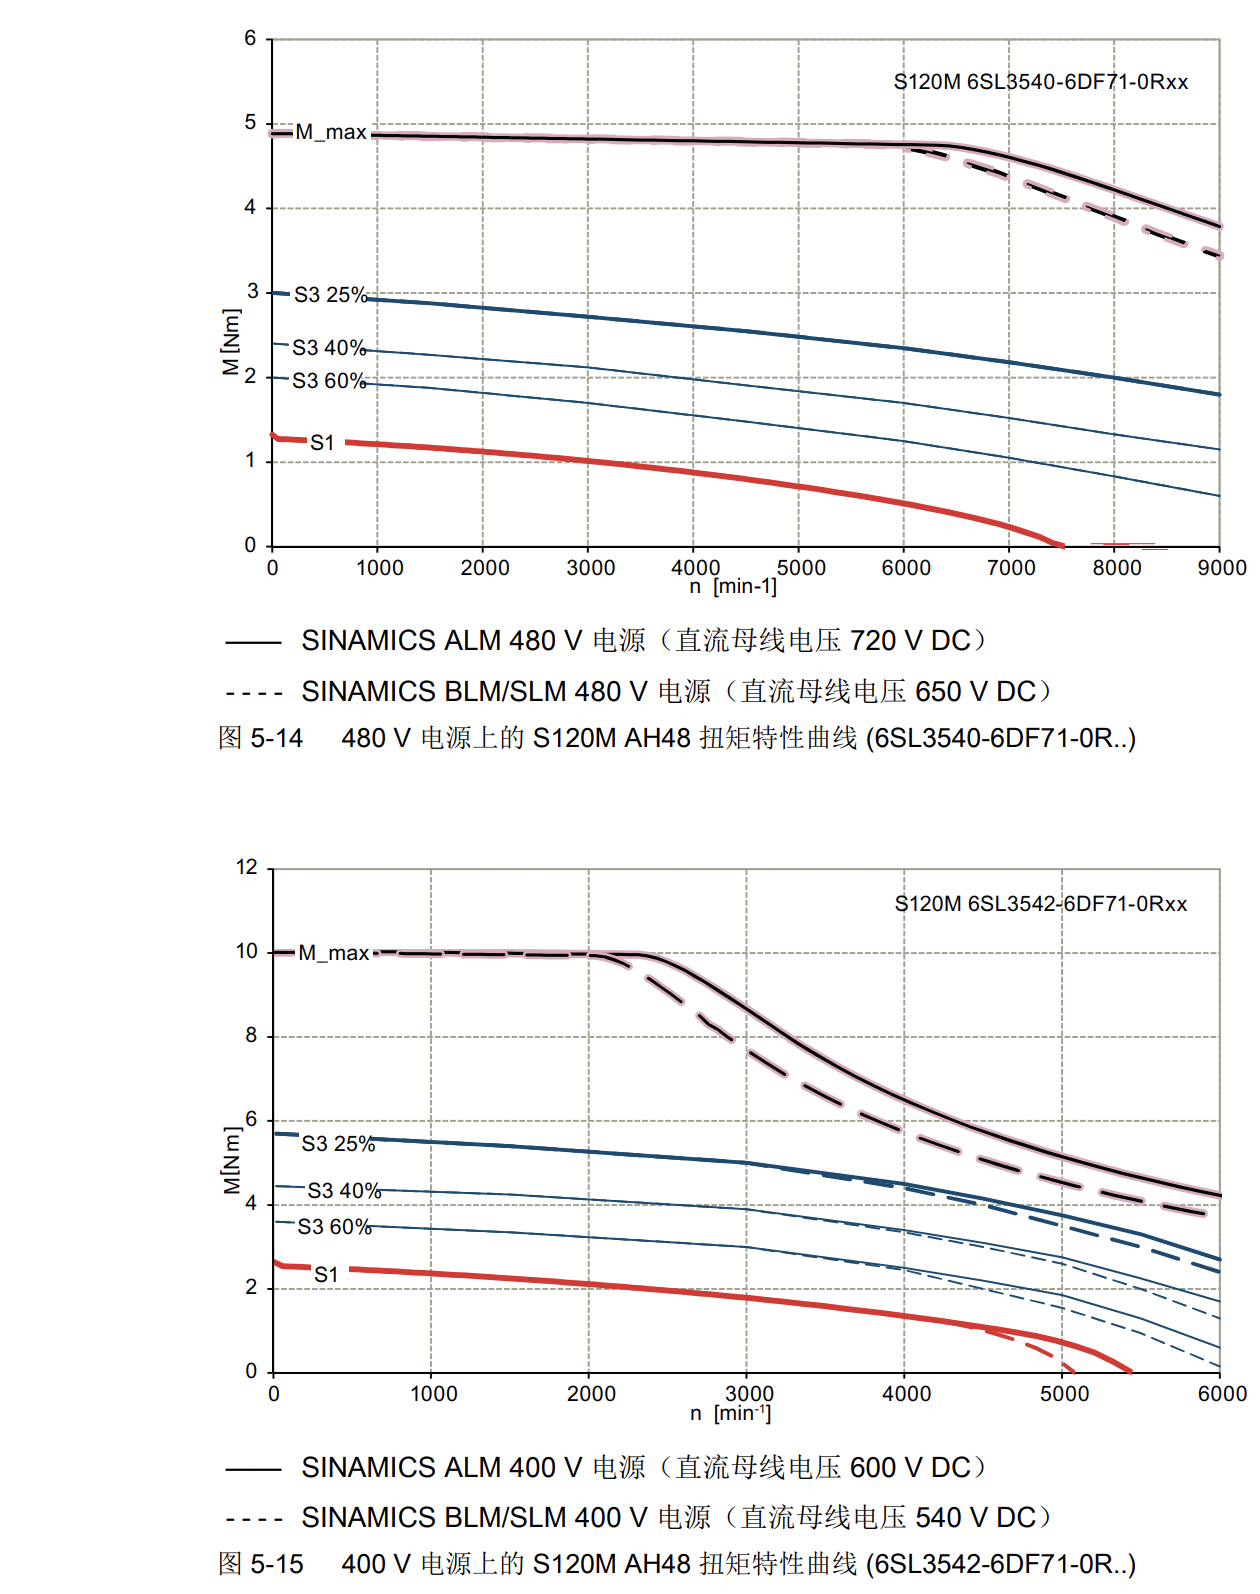 6
S120M 6SL3540-6DF71-0Rxx
5
M_max
4
3
S3 25%
S3 40%
M [Nm]
2
S3 60%
S1
1
0
0 1000 2000 3000 4000 5000 6000 7000 8000 9000
n [min-1]
SINAMICS ALM 480 V 电源（直流母线电压 720 V DC）
SINAMICS BLM/SLM 480 V 电源（直流母线电压 650 V DC）
图 5-14 480 V 电源上的 S120M AH48 扭矩特性曲线 (6SL3540-6DF71-0R..)
12
S120M 6SL3542-6DF71-0Rxx
10
M_max
8
6
S3 25%
M[Nm]
S3 40%
4
S3 60%
S1
2
0
0 1000 2000 3000 4000 5000 6000
n [min-1]
SINAMICS ALM 400 V 电源（直流母线电压 600 V DC）
SINAMICS BLM/SLM 400 V 电源（直流母线电压 540 V DC）
图 5-15 400 V 电源上的 S120M AH48 扭矩特性曲线 (6SL3542-6DF71-0R..)